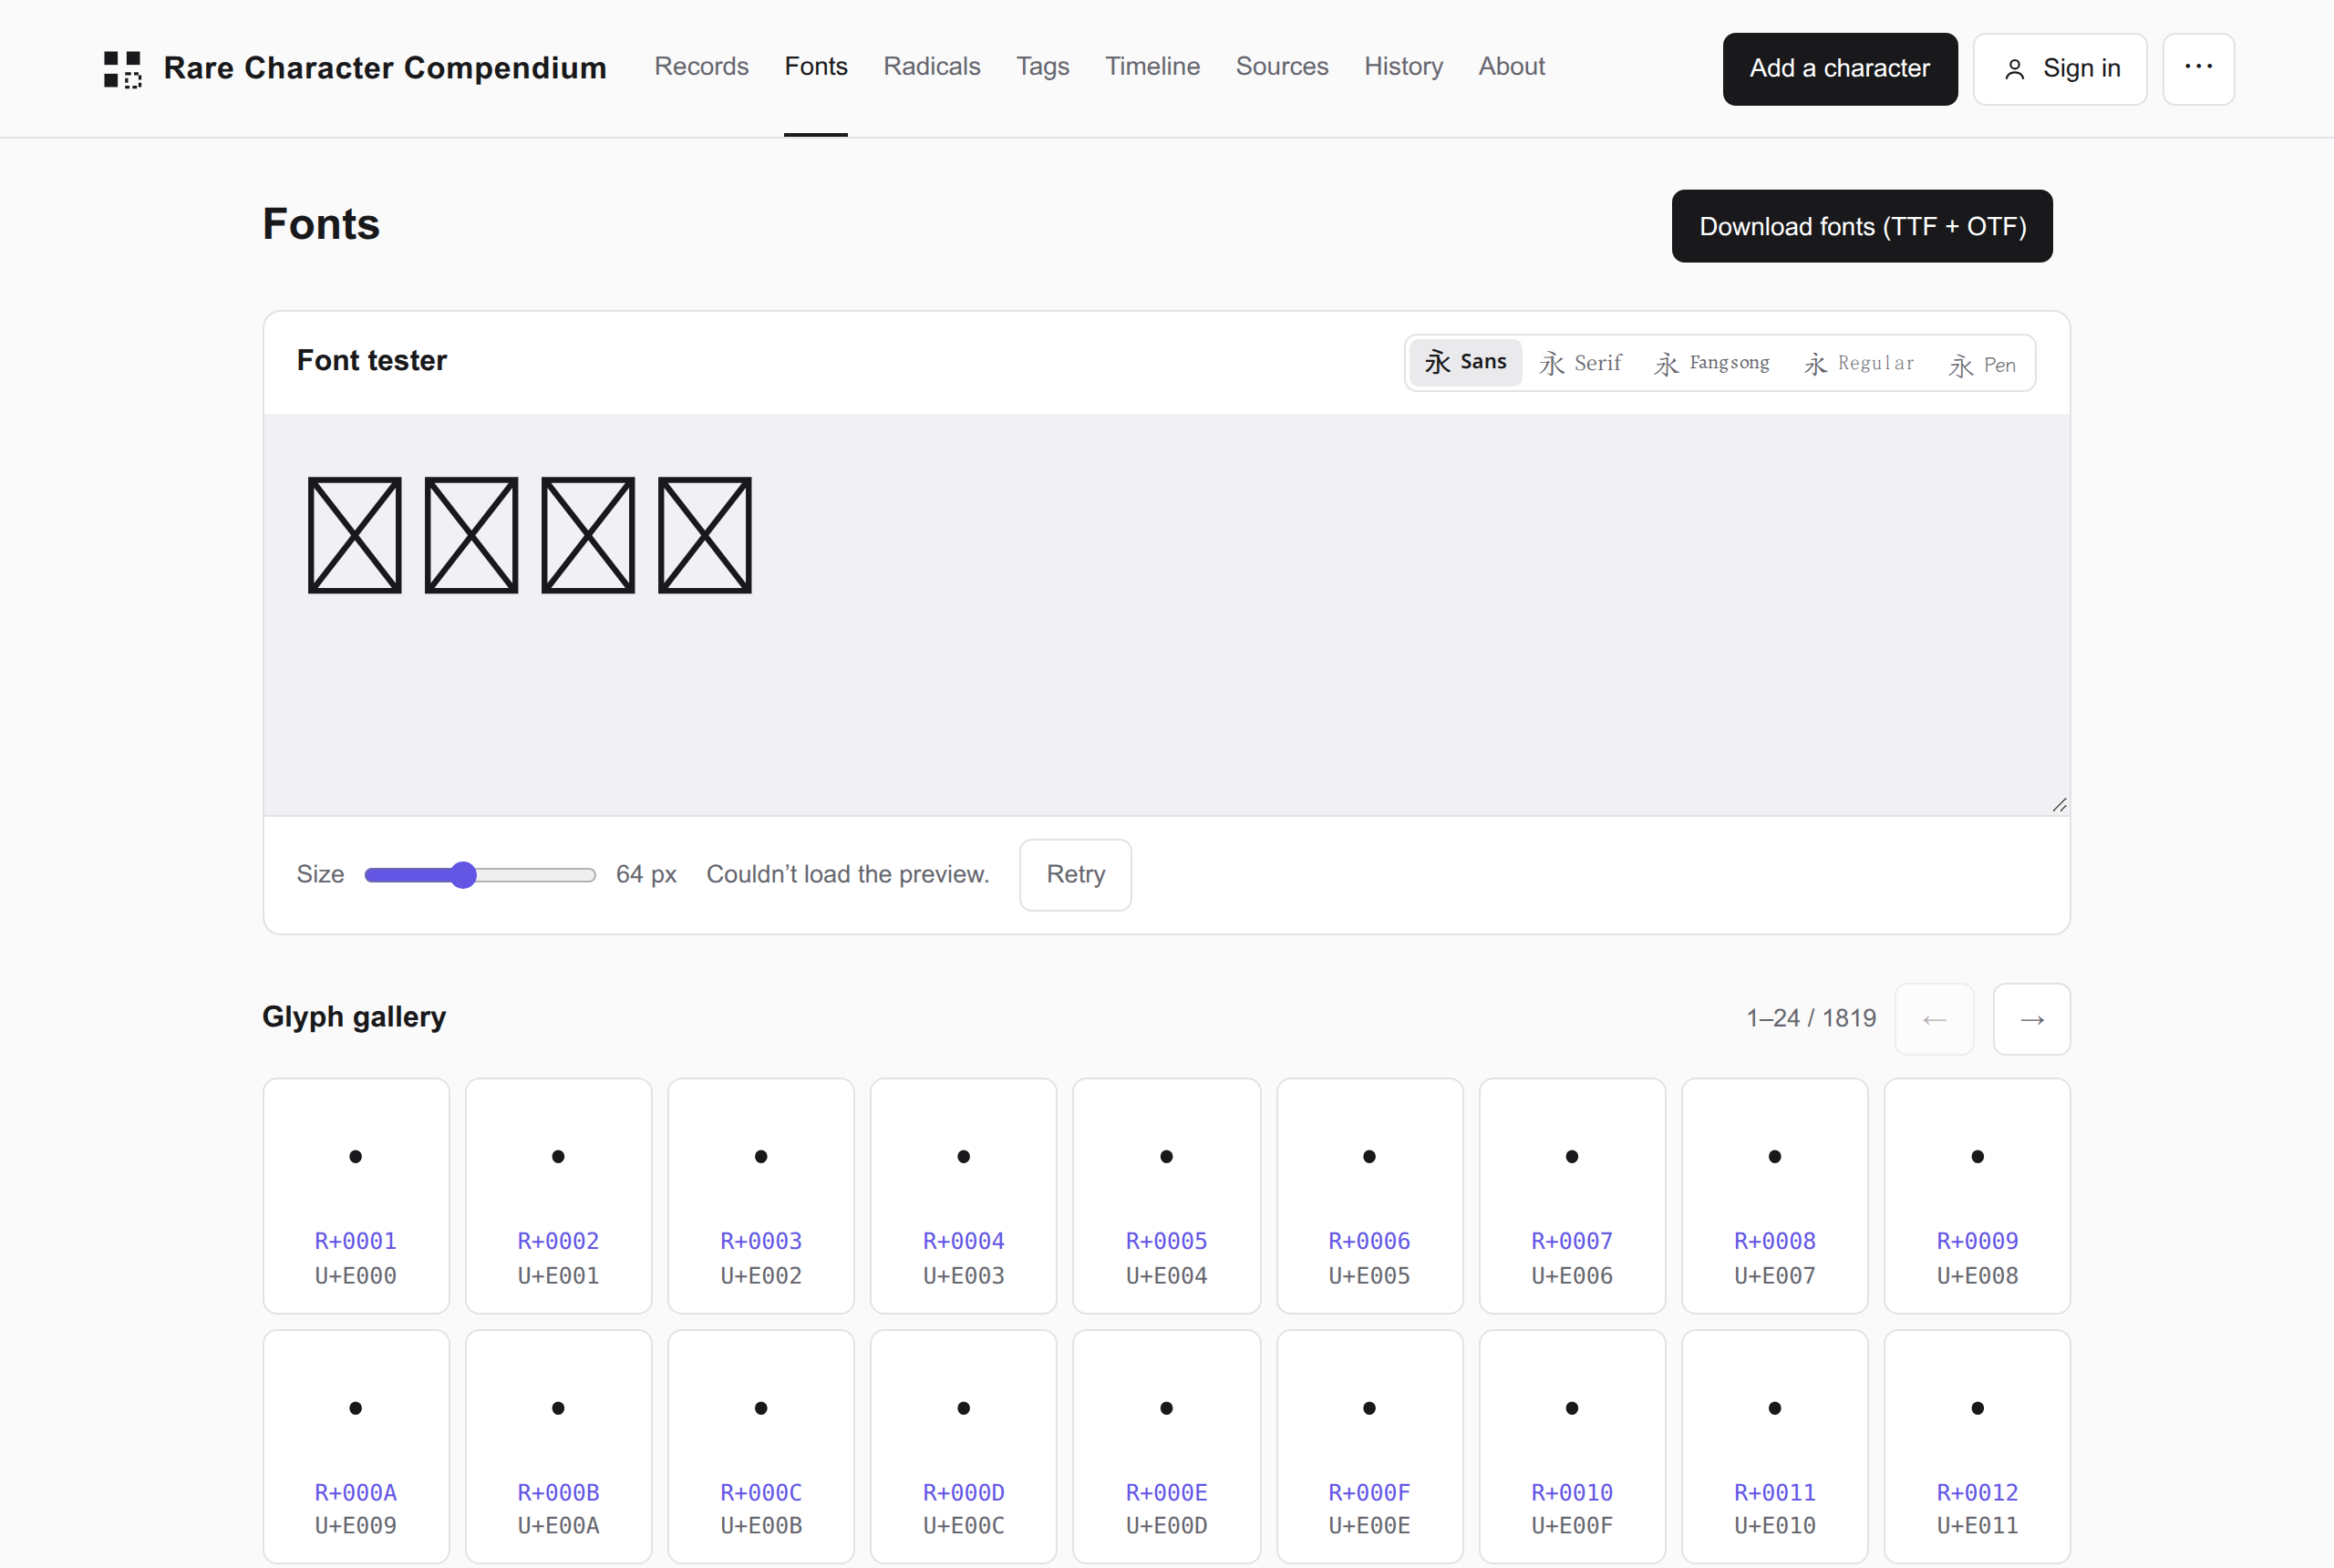 Rare Character Compendium
Records Fonts Radicals Tags Timeline Sources History About
Add a character Sign in ···
Fonts
Download fonts (TTF + OTF)
Font tester
永 Sans 永 Serif 永 Fangsong 永 Regular 永 Pen
Size 64 px Couldn’t load the preview. Retry
Glyph gallery
1–24 / 1819 ← →
R+0001 R+0002 R+0003 R+0004 R+0005 R+0006 R+0007 R+0008 R+0009
U+E000 U+E001 U+E002 U+E003 U+E004 U+E005 U+E006 U+E007 U+E008
R+000A R+000B R+000C R+000D R+000E R+000F R+0010 R+0011 R+0012
U+E009 U+E00A U+E00B U+E00C U+E00D U+E00E U+E00F U+E010 U+E011